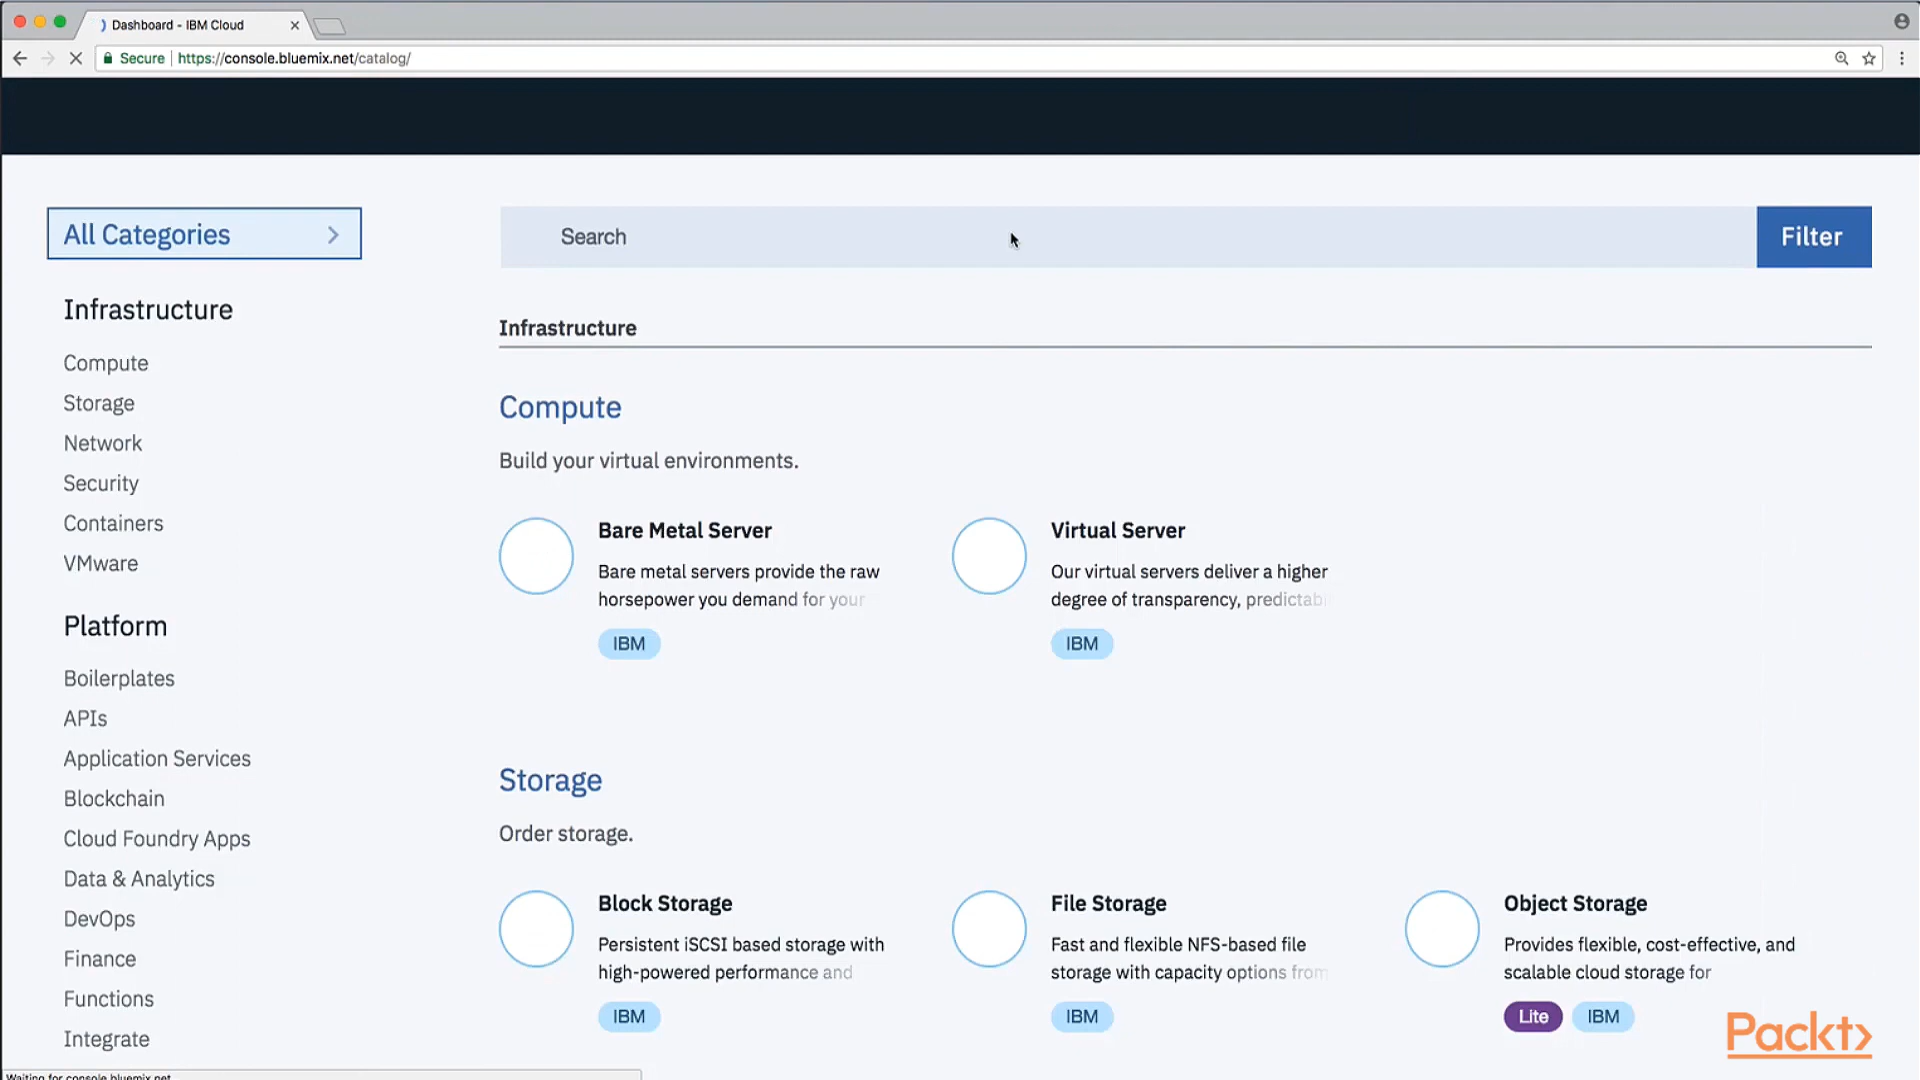 Dashboard - IBM Cloud
Secure https://console.bluemix.net/catalog/
All Categories
Search
Filter
Infrastructure
Compute
Storage
Network
Security
Containers
VMware
Platform
Boilerplates
APIs
Application Services
Blockchain
Cloud Foundry Apps
Data & Analytics
DevOps
Finance
Functions
Integrate
Infrastructure
Compute
Build your virtual environments.
Bare Metal Server
Bare metal servers provide the raw
horsepower you demand for your
IBM
Virtual Server
Our virtual servers deliver a higher
degree of transparency, predictabi
IBM
Storage
Order storage.
Block Storage
Persistent iSCSI based storage with
high-powered performance and
IBM
File Storage
Fast and flexible NFS-based file
storage with capacity options from
IBM
Object Storage
Provides flexible, cost-effective, and
scalable cloud storage for
Lite IBM
Packt>
Waiting for console.bluemix.net